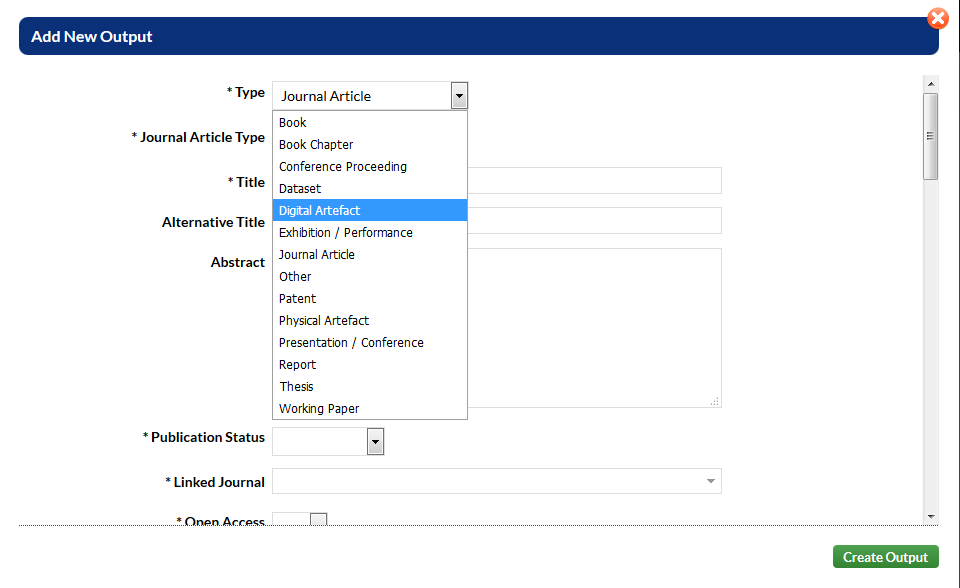 Add New Output
* Type
Journal Article
Book
Book Chapter
Conference Proceeding
Dataset
Digital Artefact
Exhibition / Performance
Journal Article
Other
Patent
Physical Artefact
Presentation / Conference
Report
Thesis
Working Paper
* Journal Article Type
* Title
Alternative Title
Abstract
* Publication Status
* Linked Journal
* Open Access
Create Output